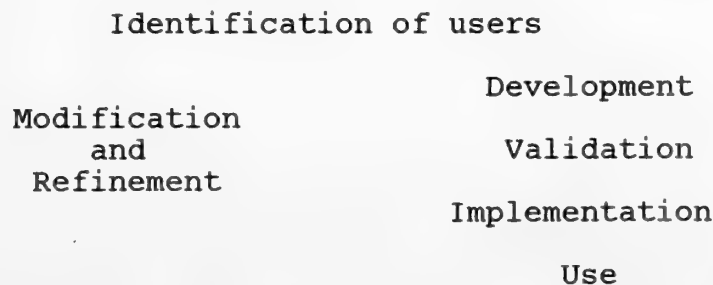 Identification of users
Development
Modification
and
Refinement
Validation
Implementation
Use